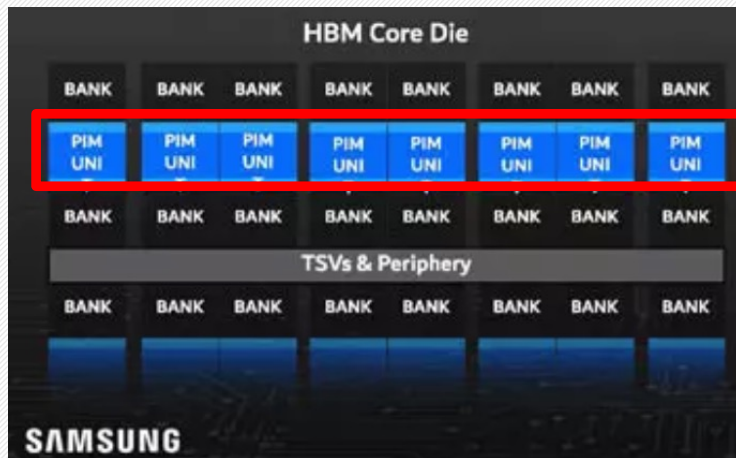 HBM Core Die
BANK BANK BANK BANK BANK BANK BANK BANK
PIM PIM PIM PIM PIM PIM PIM PIM
UNI UNI UNI UNI UNI UNI UNI UNI
BANK BANK BANK BANK BANK BANK BANK BANK
TSVs & Periphery
BANK BANK BANK BANK BANK BANK BANK BANK
SAMSUNG